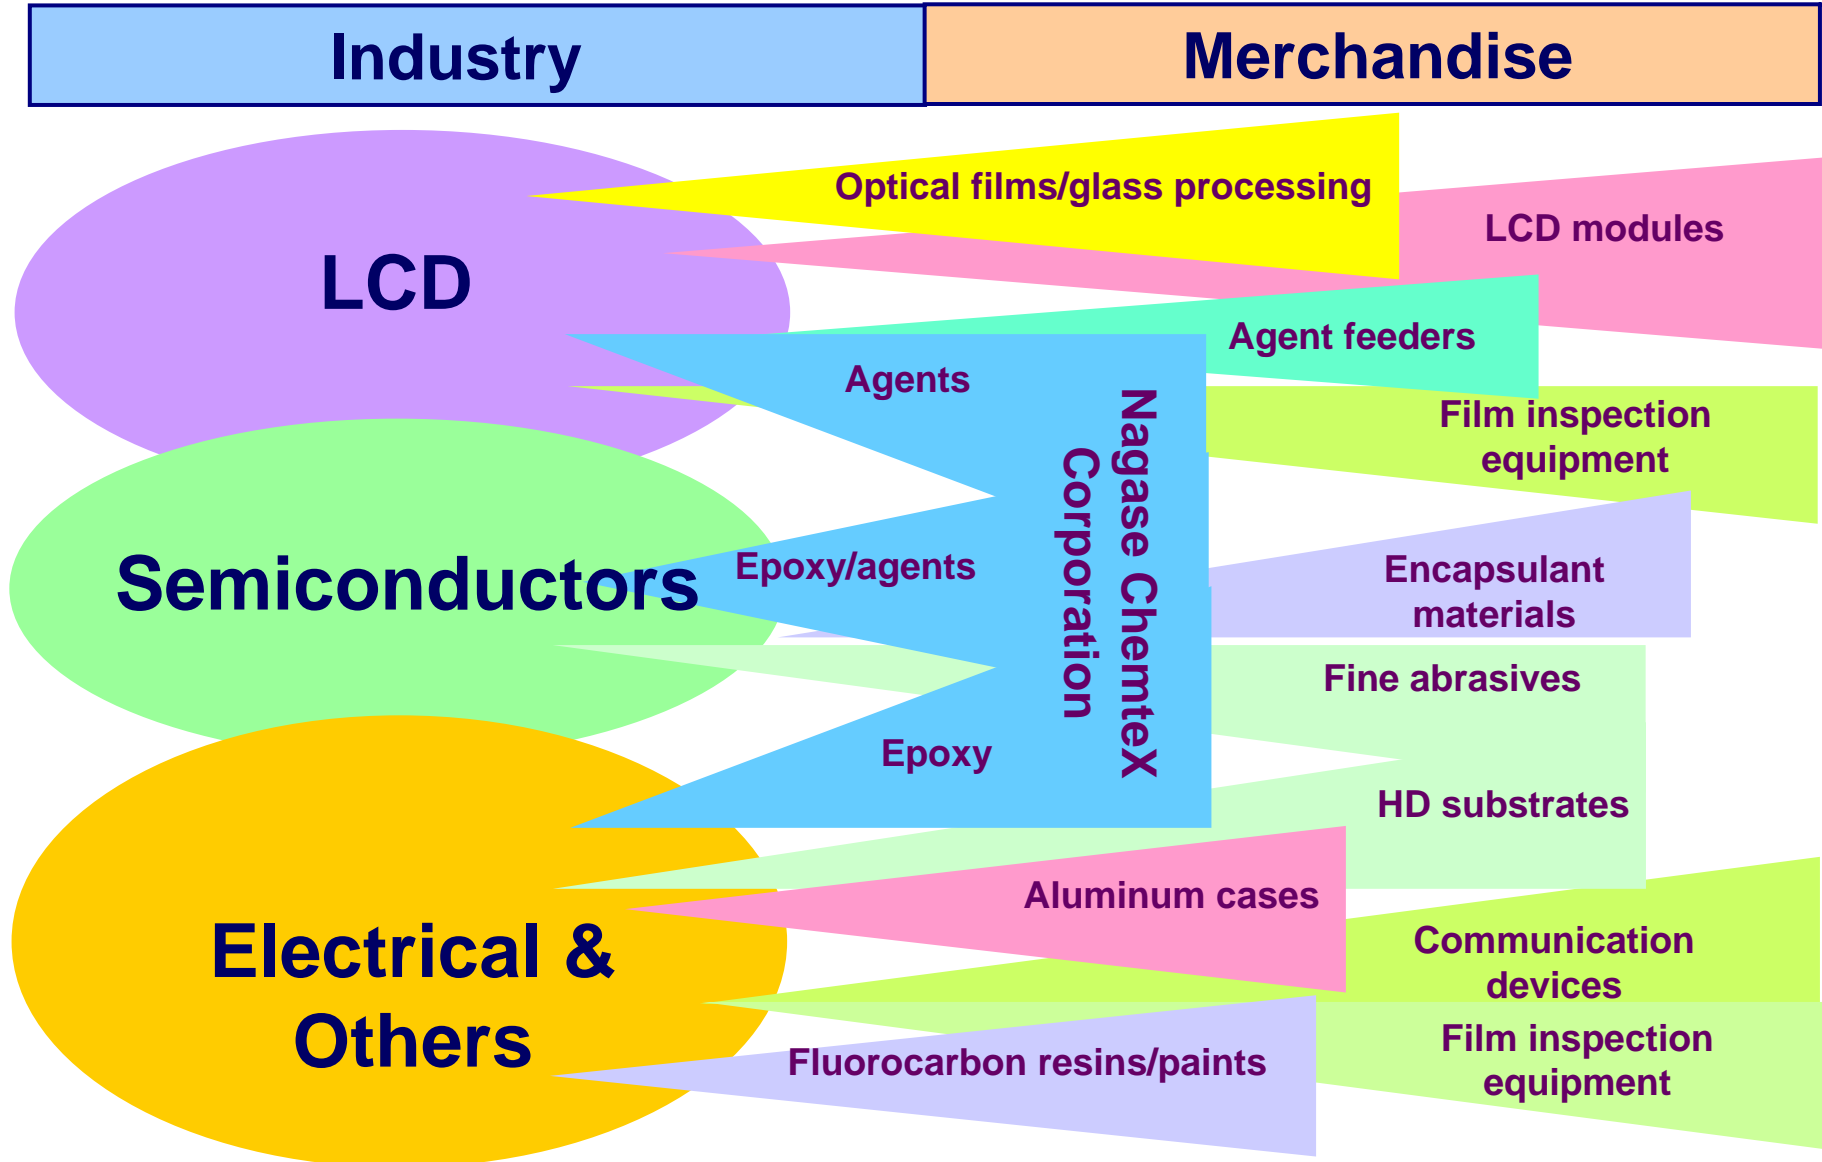 Industry
Merchandise
Optical films/glass processing
LCD modules
LCD
Agent feeders
Agents
Nagase ChemteX
Corporation
Film inspection
equipment
Semiconductors
Epoxy/agents
Encapsulant
materials
Fine abrasives
Epoxy
HD substrates
Aluminum cases
Electrical &
Others
Communication
devices
Fluorocarbon resins/paints
Film inspection
equipment